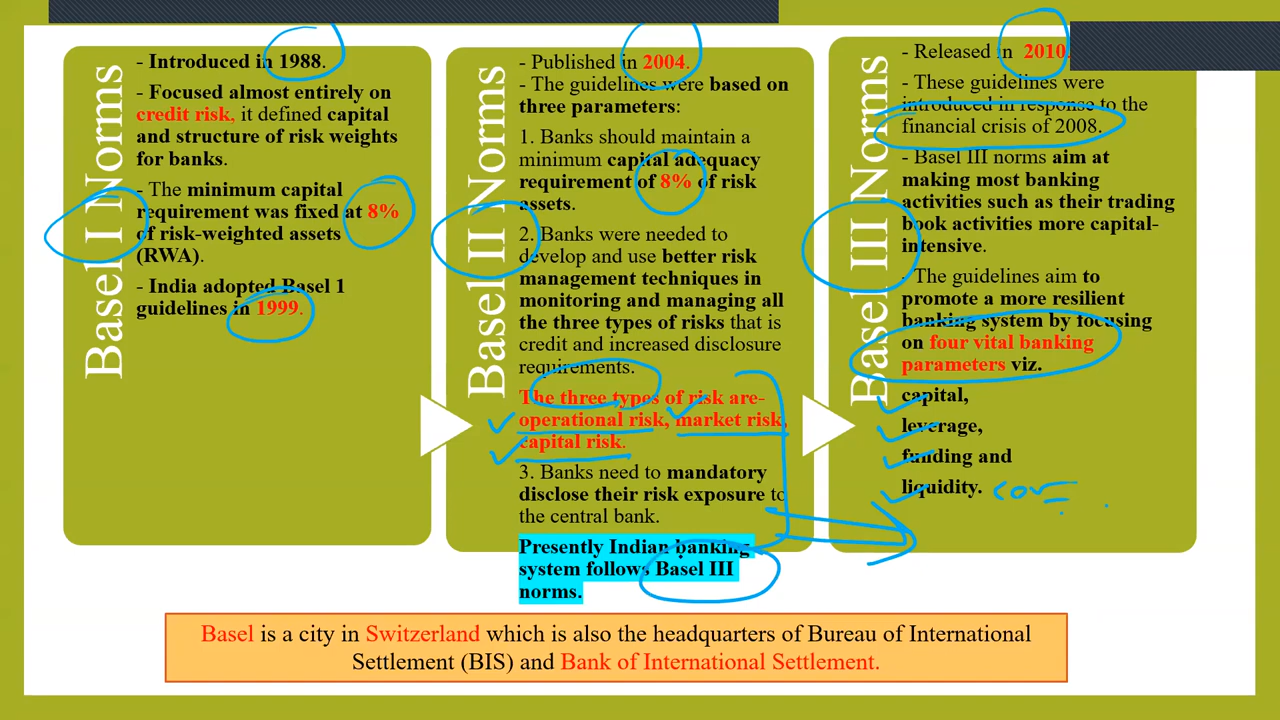 Basel I Norms
- Introduced in 1988.
- Focused almost entirely on
credit risk, it defined capital
and structure of risk weights
for banks.
- The minimum capital
requirement was fixed at 8%
of risk-weighted assets
(RWA).
- India adopted Basel 1
guidelines in 1999.
Basel II Norms
- Published in 2004.
- The guidelines were based on
three parameters:
1. Banks should maintain a
minimum capital adequacy
requirement of 8% of risk
assets.
2. Banks were needed to
develop and use better risk
management techniques in
monitoring and managing all
the three types of risks that is
credit and increased disclosure
requirements.
The three types of risk are-
operational risk, market risk,
capital risk.
3. Banks need to mandatory
disclose their risk exposure to
the central bank.
Presently Indian banking
system follows Basel III
norms.
Basel III Norms
- Released in 2010.
- These guidelines were
introduced in response to the
financial crisis of 2008.
- Basel III norms aim at
making most banking
activities such as their trading
book activities more capital-
intensive.
- The guidelines aim to
promote a more resilient
banking system by focusing
on four vital banking
parameters viz.
capital,
leverage,
funding and
liquidity.
Basel is a city in Switzerland which is also the headquarters of Bureau of International
Settlement (BIS) and Bank of International Settlement.